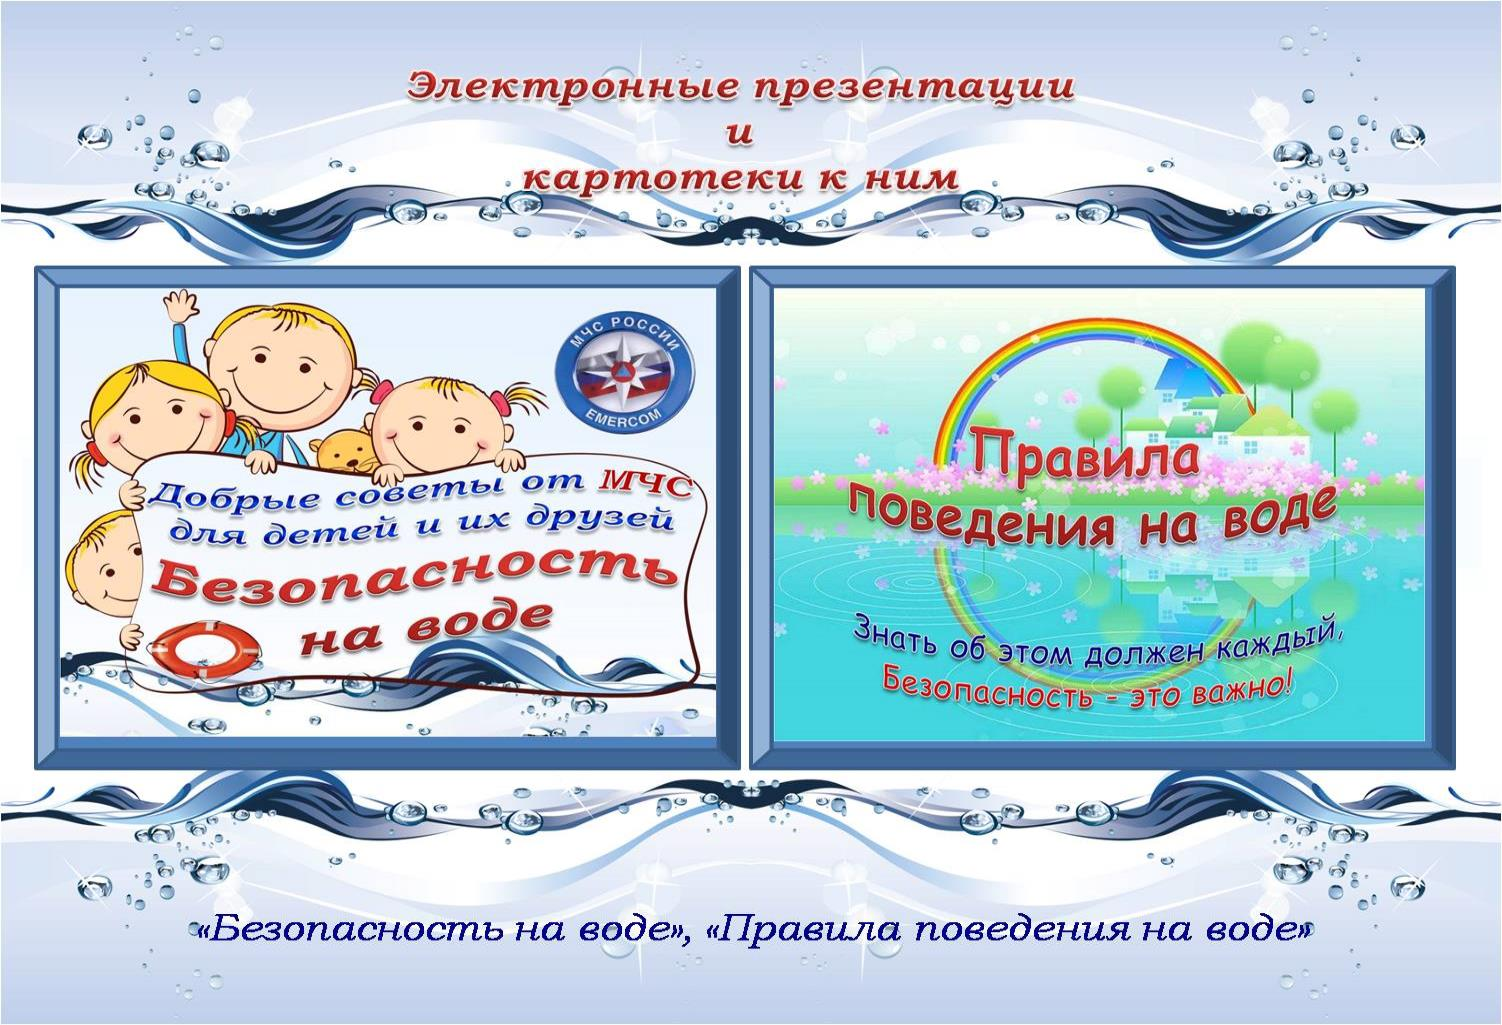 Электронные презентации
и
картотеки к ним
МЧС РОССИИ
EMERCOM
Добрые советы от МЧС
для детей и их друзей
Безопасность
на воде
Правила
поведения на воде
Знать об этом должен каждый,
Безопасность - это важно!
«Безопасность на воде», «Правила поведения на воде»